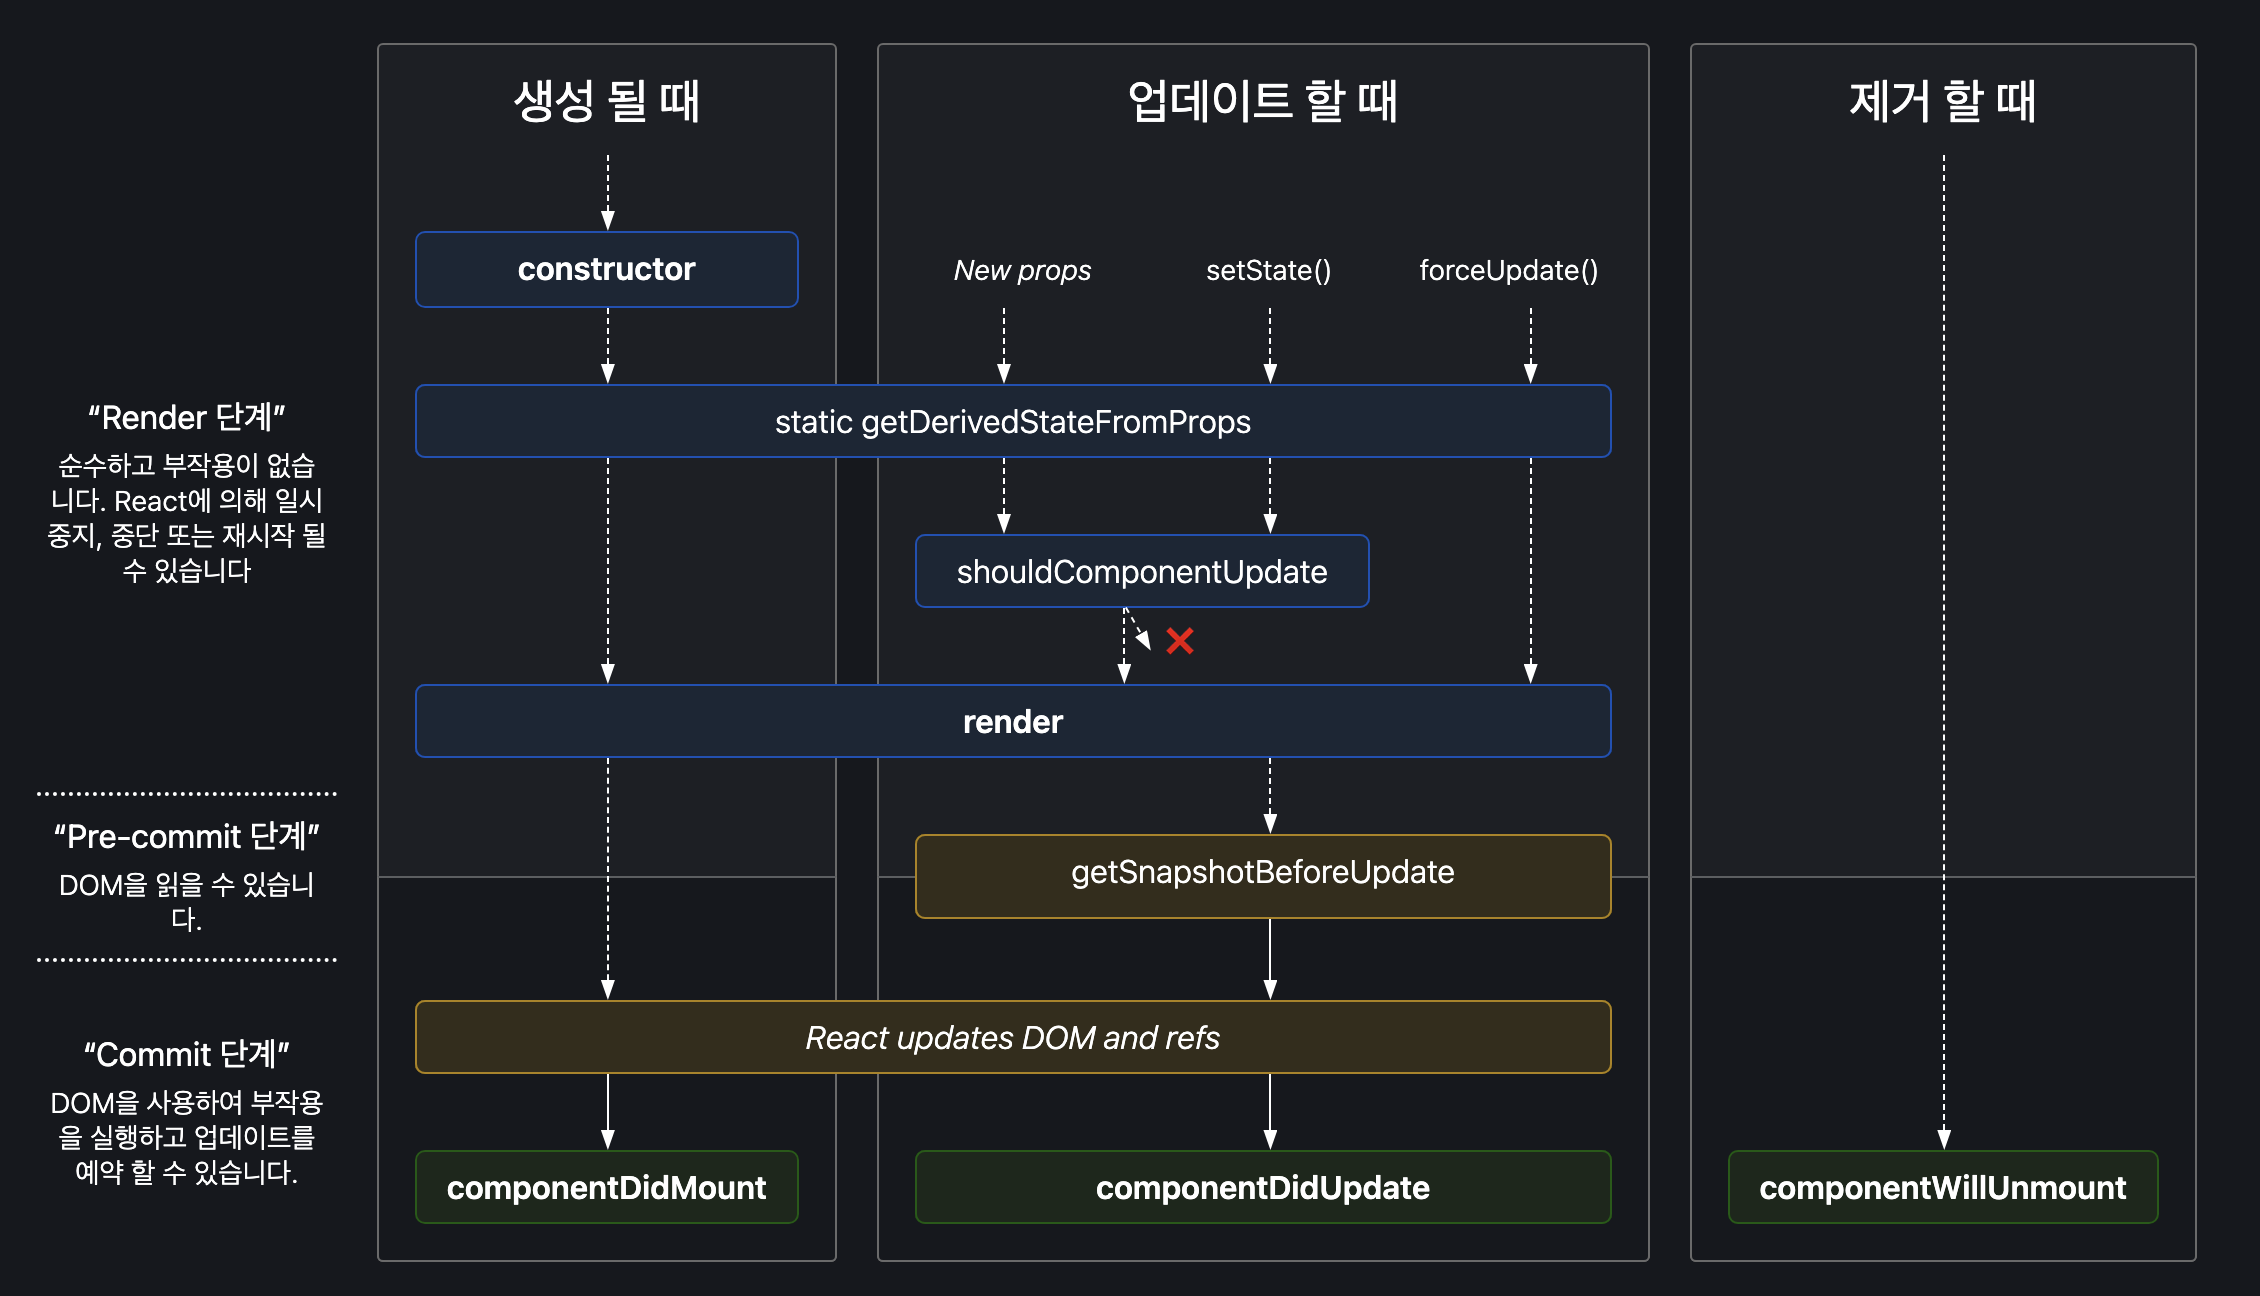 생성 될 때
업데이트 할 때
제거 할 때
constructor
New props
setState()
forceUpdate()
“Render 단계”
순수하고 부작용이 없습
니다. React에 의해 일시
중지, 중단 또는 재시작 될
수 있습니다
static getDerivedStateFromProps
shouldComponentUpdate
render
“Pre-commit 단계”
DOM을 읽을 수 있습니
다.
getSnapshotBeforeUpdate
“Commit 단계”
DOM을 사용하여 부작용
을 실행하고 업데이트를
예약 할 수 있습니다.
React updates DOM and refs
componentDidMount
componentDidUpdate
componentWillUnmount